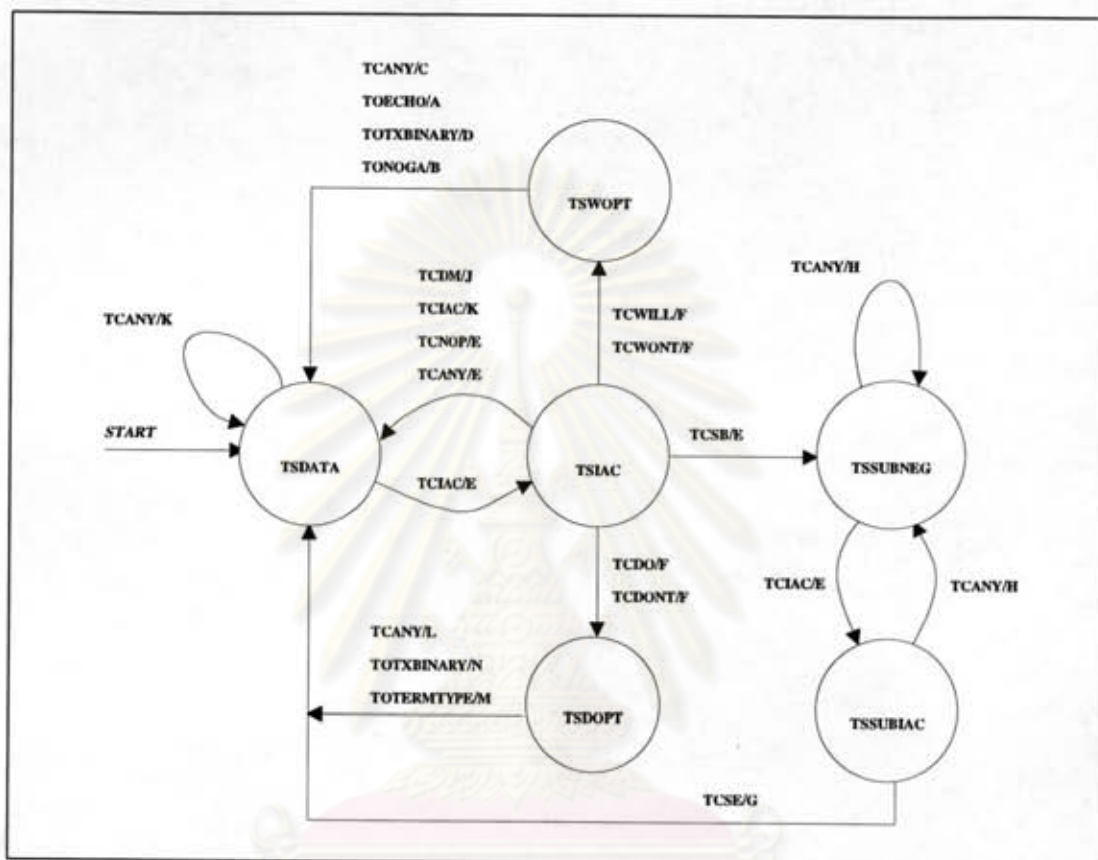 TCANY/C
TOECHO/A
TOTXBINARY/D
TONOGA/B
TSWOPT
TCANY/H
TCDM/J
TCIAC/K
TCNOP/E
TCANY/E
TCWILL/F
TCWONT/F
TCANY/K
START
TSDATA
TCIAC/E
TSIAC
TCSB/E
TSSUBNEG
TCDO/F
TCDONT/F
TCIAC/E
TCANY/H
TCANY/L
TOTXBINARY/N
TOTERMTYPE/M
TSDOPT
TSSUBIAC
TCSE/G